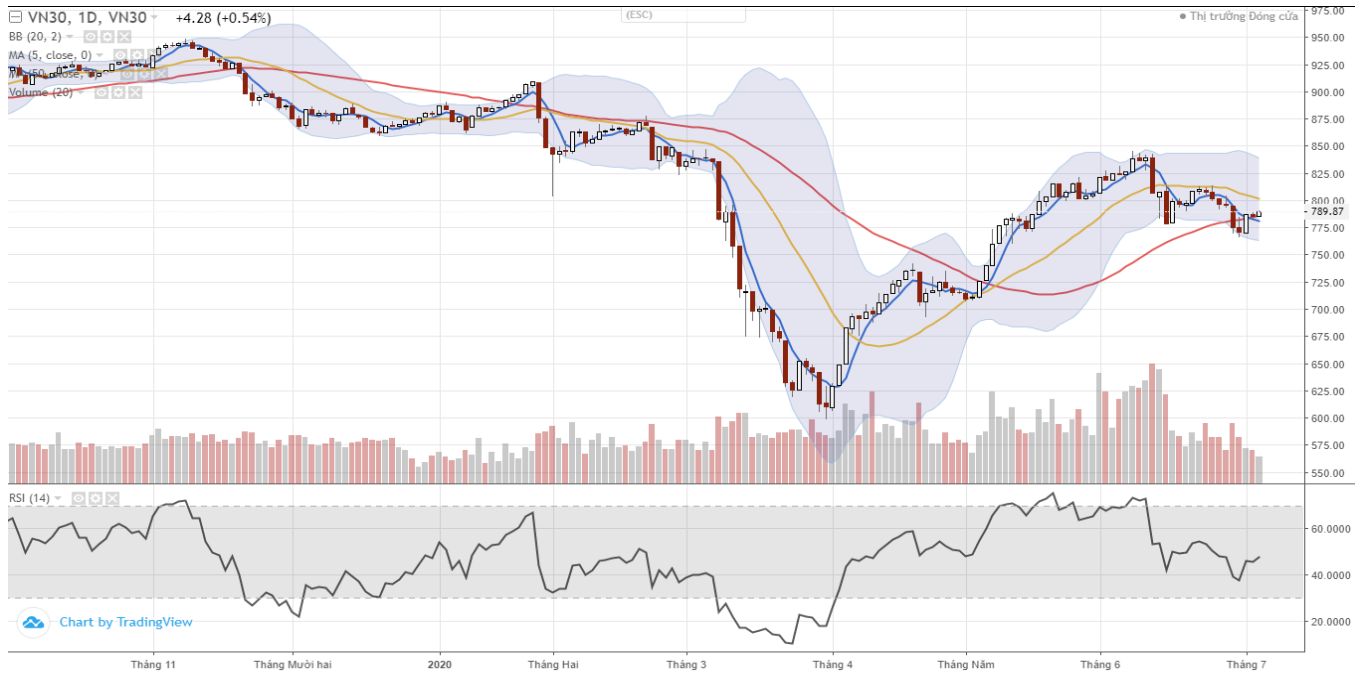 VN30, 1D, VN30 +4.28 (+0.54%)
(ESC)
Thị trường Đóng cửa
BB (20, 2)
MA (5, close, 0)
Volume (20)
975.00
950.00
925.00
900.00
875.00
850.00
825.00
800.00
789.87
775.00
750.00
725.00
700.00
675.00
650.00
625.00
600.00
575.00
550.00
RSI (14)
60.0000
40.0000
20.0000
Chart by TradingView
Tháng 11
Tháng Mười hai
2020
Tháng Hai
Tháng 3
Tháng 4
Tháng Năm
Tháng 6
Tháng 7